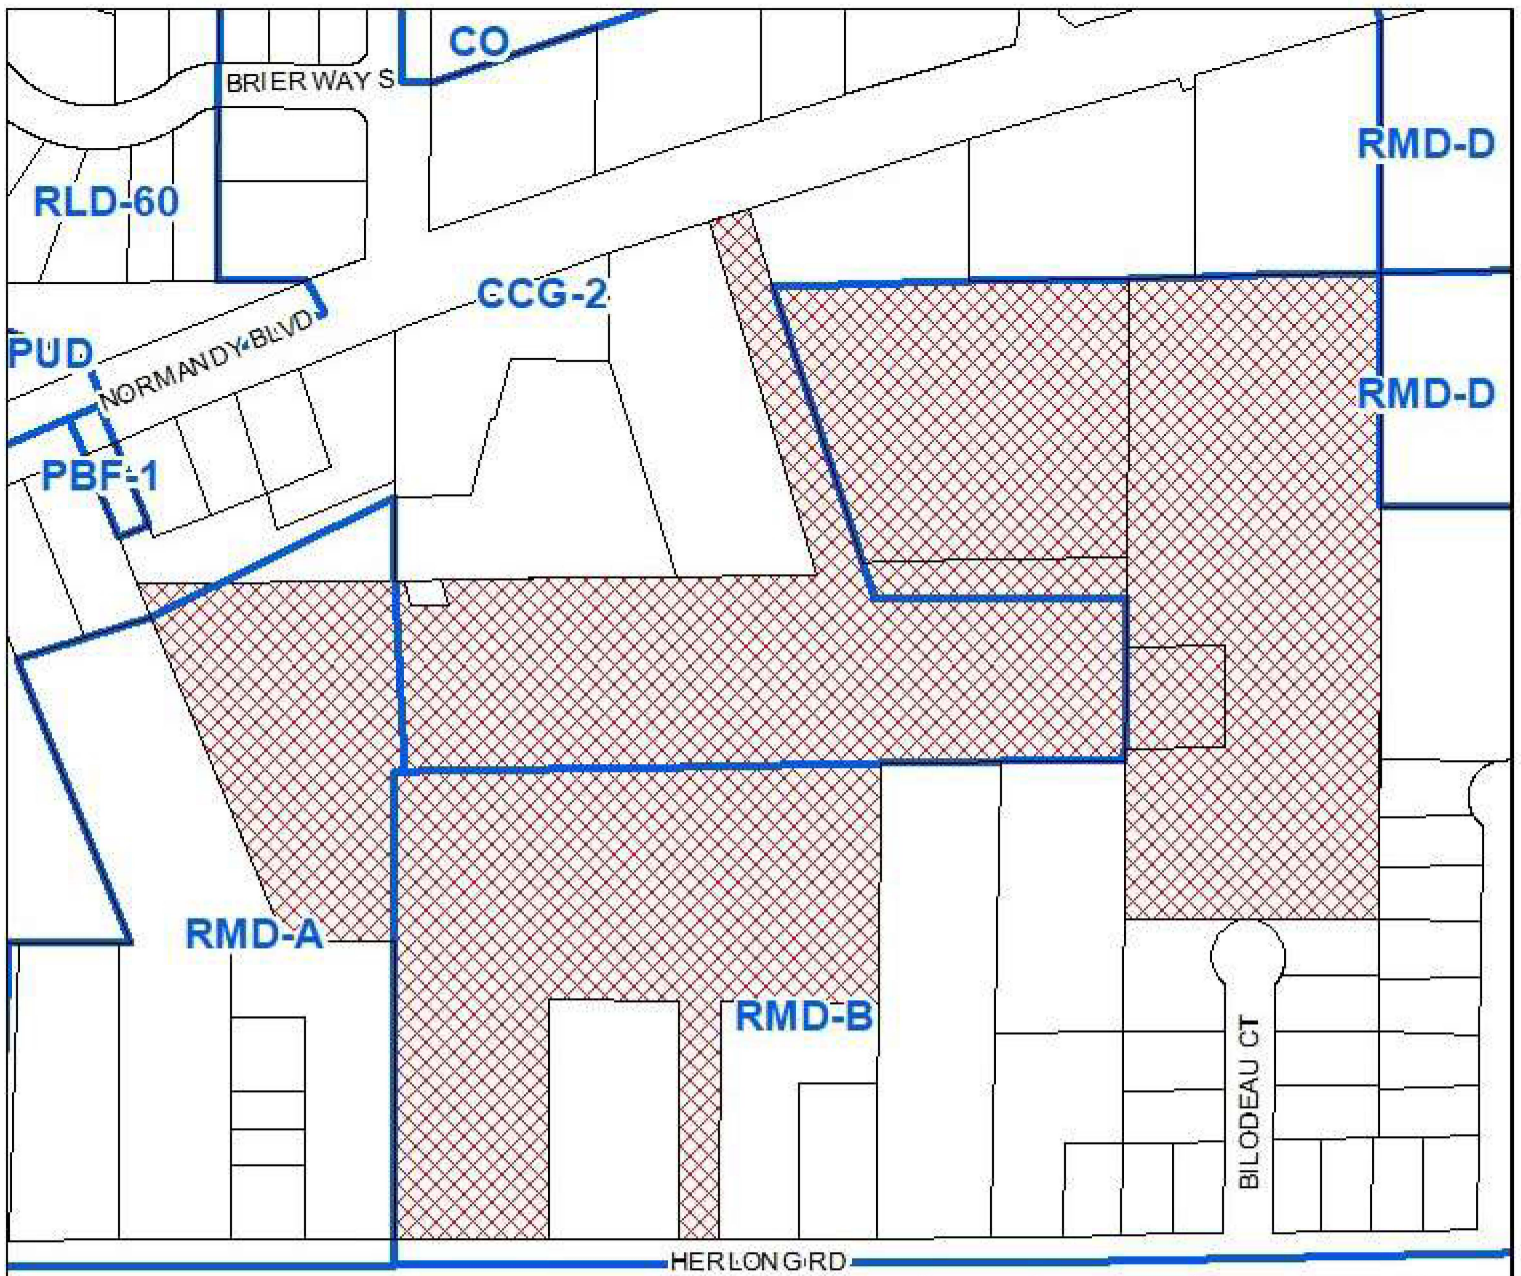 CO
BRIER WAY S
RMD-D
RLD-60
CCG-2
NORMANDY BLVD
PUD
RMD-D
PBF-1
RMD-A
RMD-B
BILODEAU CT
HERLONG RD